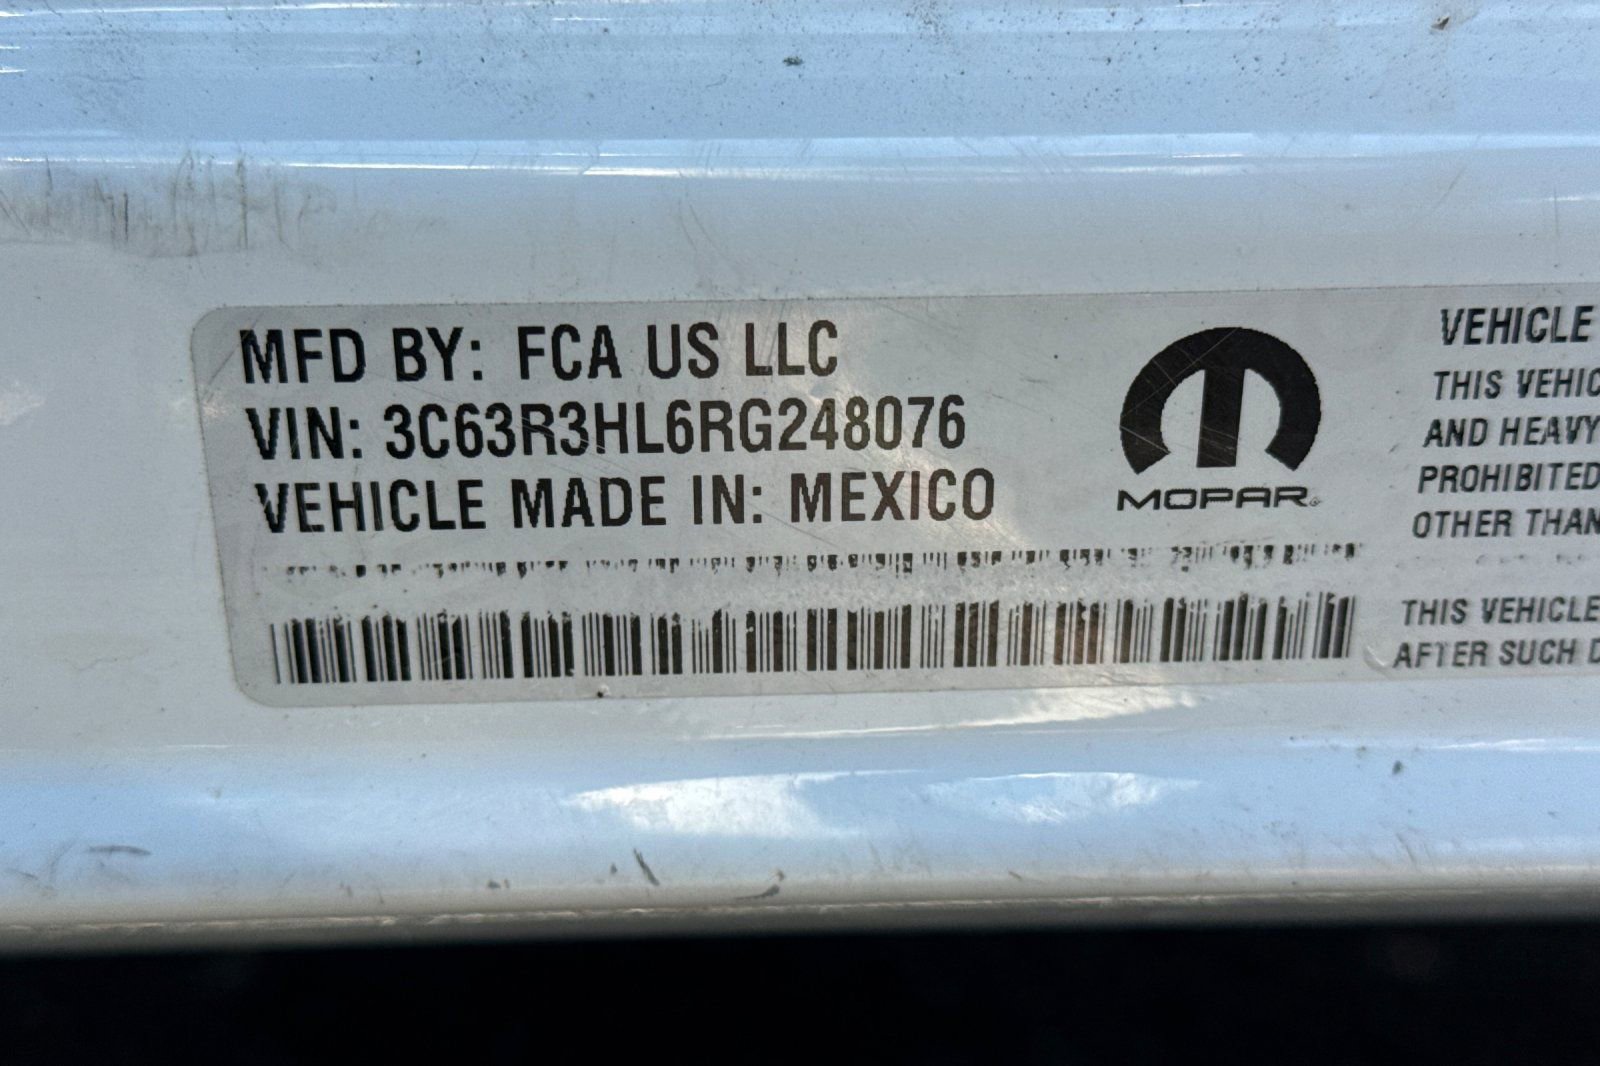 MFD BY: FCA US LLC
VIN: 3C63R3HL6RG248076
VEHICLE MADE IN: MEXICO
MOPAR
VEHICLE
THIS VEHIC
AND HEAVY
PROHIBITED
OTHER THAN
THIS VEHICLE
AFTER SUCH D